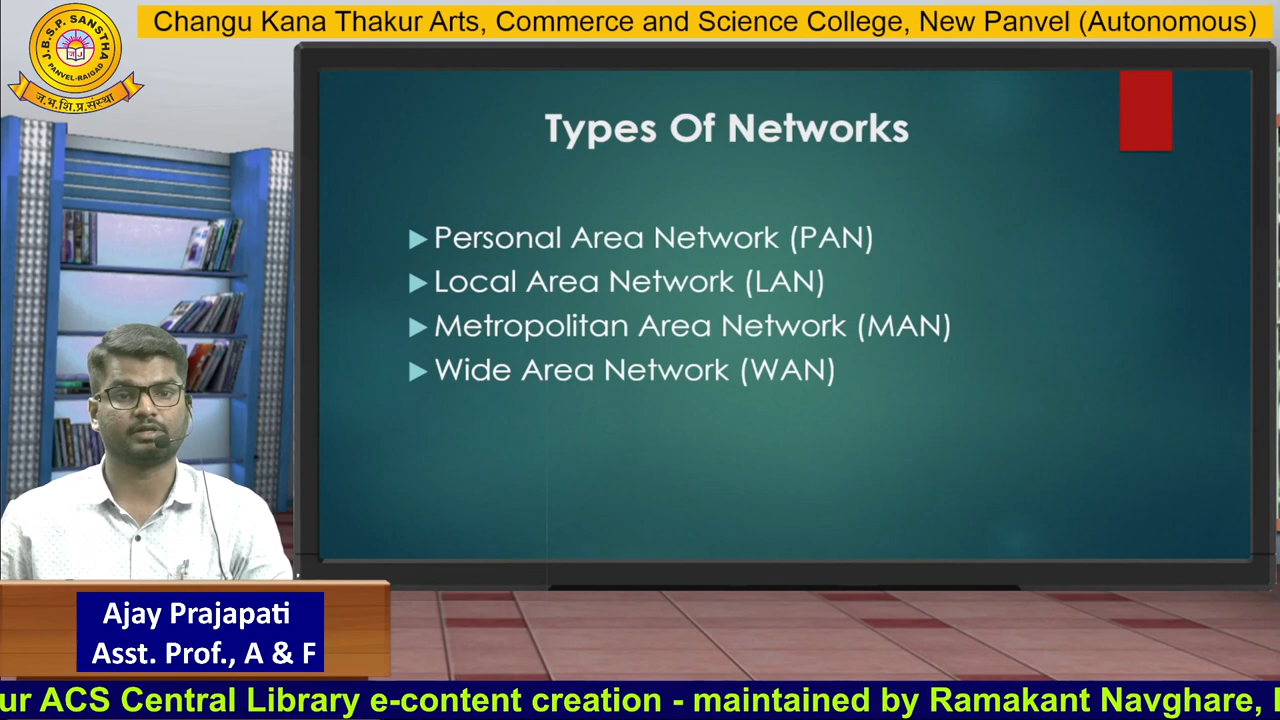 Changu Kana Thakur Arts, Commerce and Science College, New Panvel (Autonomous)
J.B.S.P. SANSTHA
PANVEL-RAIGAD
ज.भ.शि.प्र.संस्था
Types Of Networks
Personal Area Network (PAN)
Local Area Network (LAN)
Metropolitan Area Network (MAN)
Wide Area Network (WAN)
Ajay Prajapati
Asst. Prof., A & F
ur ACS Central Library e-content creation - maintained by Ramakant Navghare,